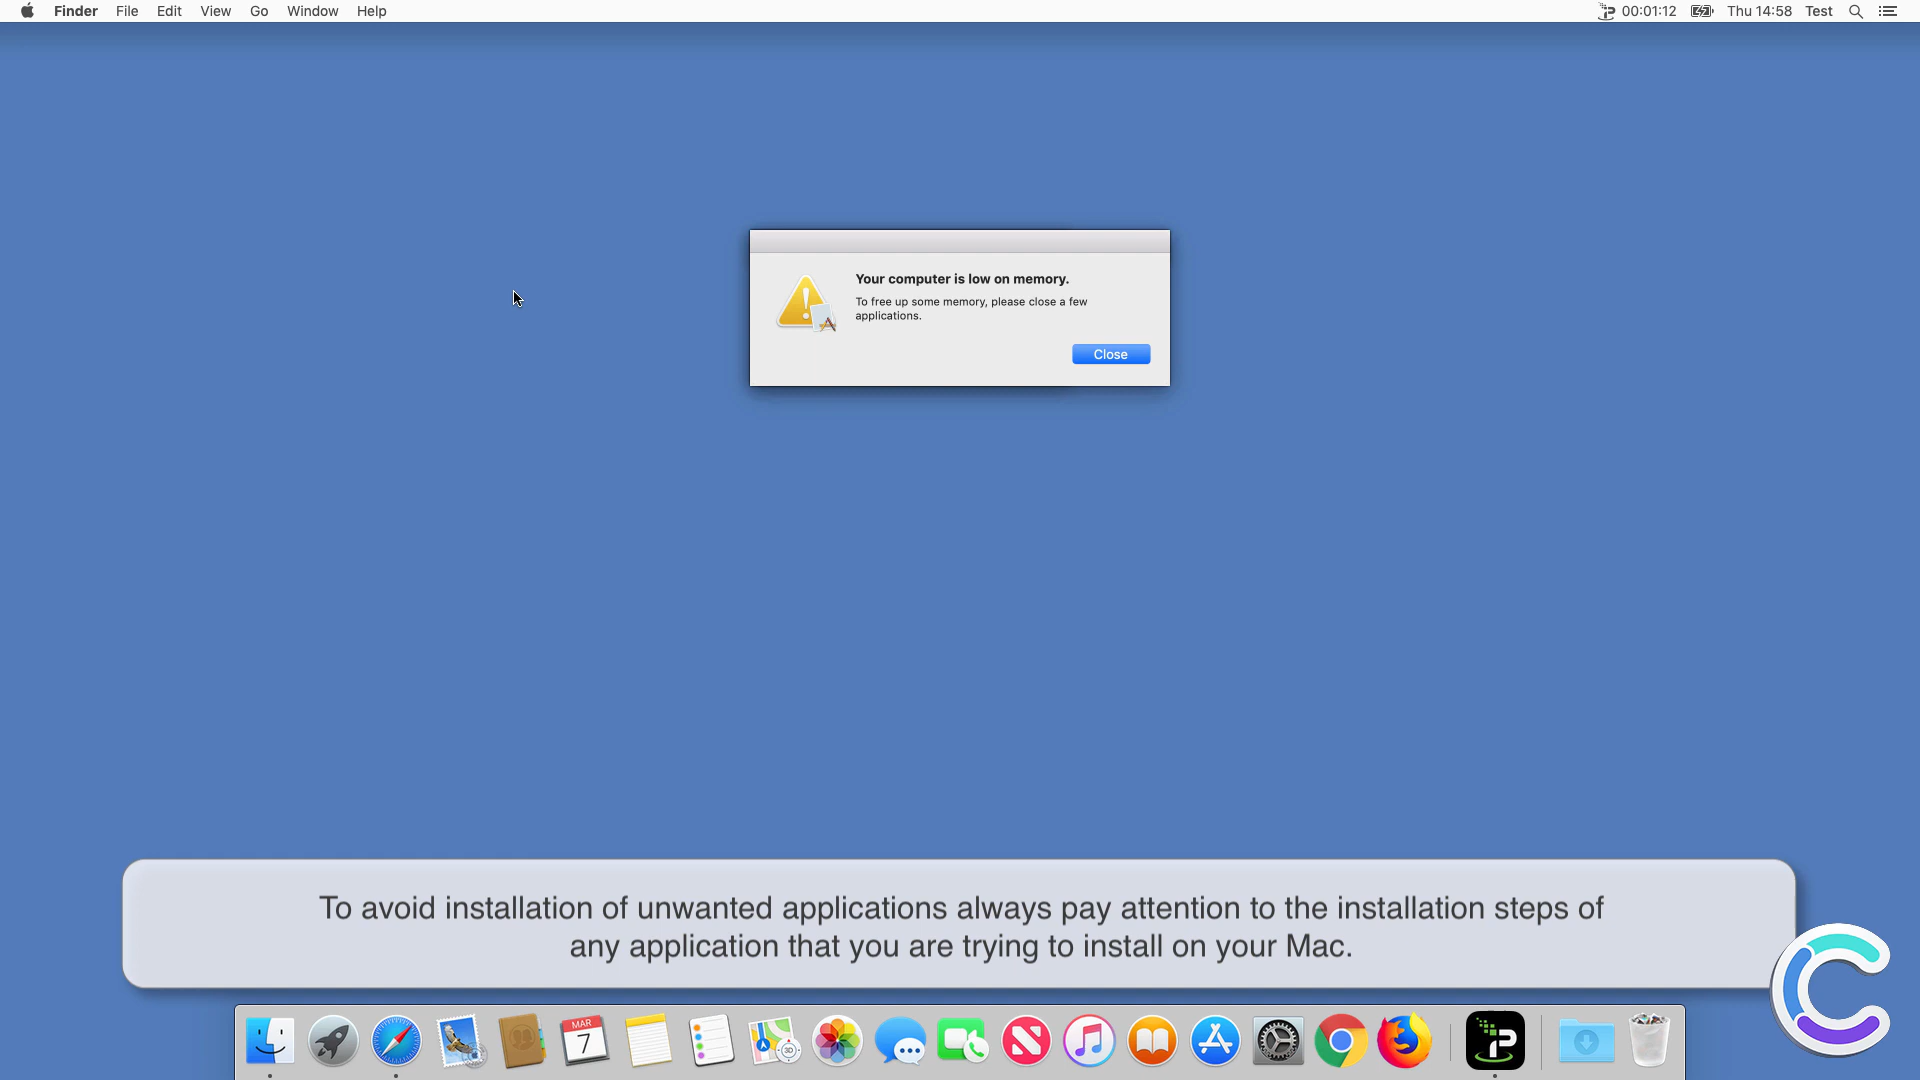 Finder File Edit View Go Window Help 00:01:12 Thu 14:58 Test
Your computer is low on memory.
To free up some memory, please close a few
applications.
Close
To avoid installation of unwanted applications always pay attention to the installation steps of
any application that you are trying to install on your Mac.
MAR
7
3D